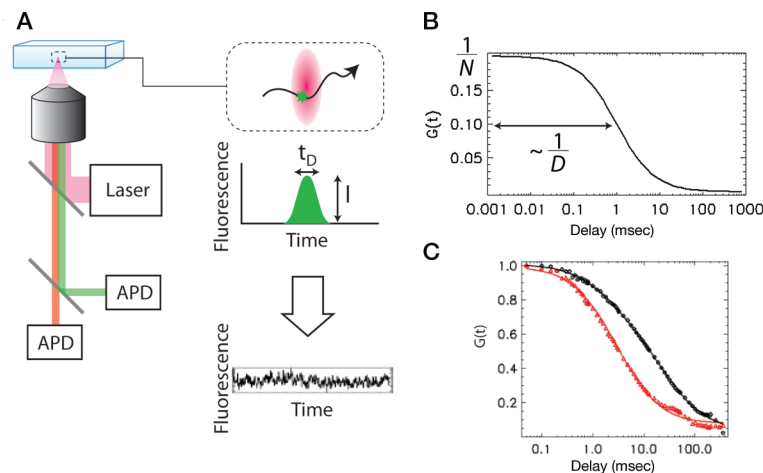 A
Laser
APD
APD
Fluorescence
t_D
I
Time
Fluorescence
Time
B
1/N
G(t)
0.15
0.10
0.05
~ 1/D
0.001
0.01
0.1
1
10
100
1000
Delay (msec)
C
G(t)
1.0
0.8
0.6
0.4
0.2
0.0
0.1
1.0
10.0
100.0
Delay (msec)